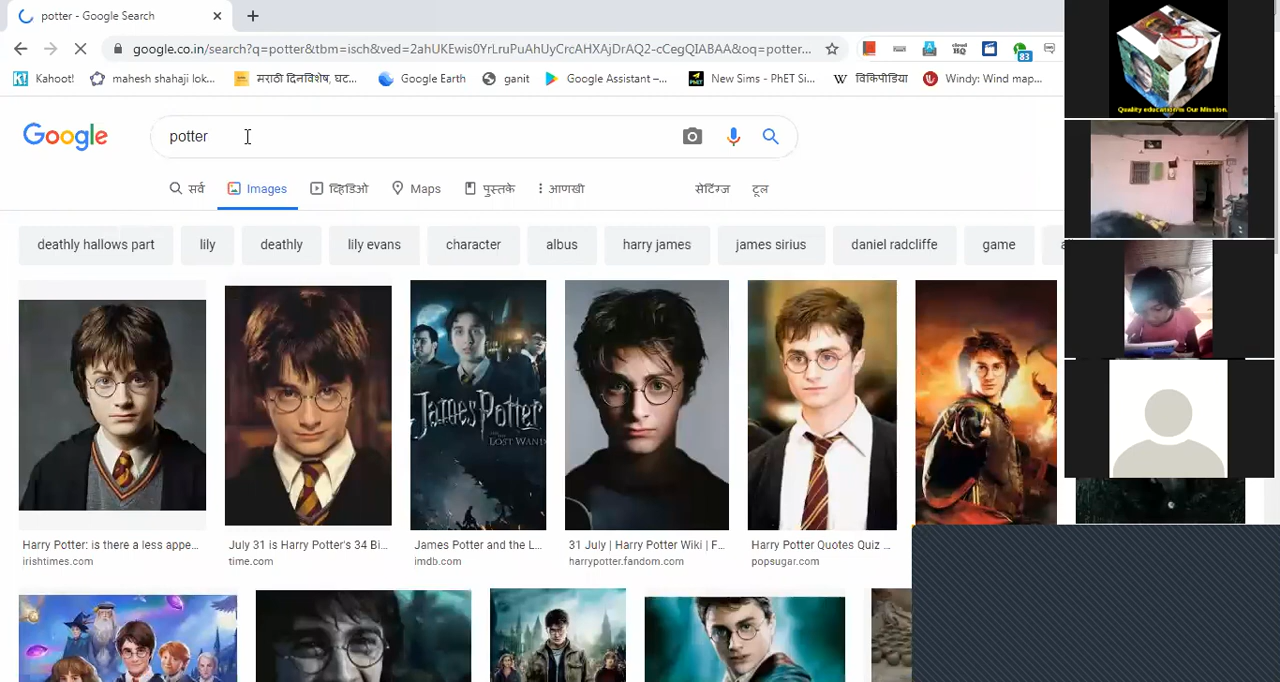 potter - Google Search
google.co.in/search?q=potter&tbm=isch&ved=2ahUKEwis0YrLruPuAhUyCrcAHXAjDrAQ2-cCegQIABAA&oq=potter...
83
Kahoot!
mahesh shahaji lok...
मराठी दिनविशेष, घट...
Google Earth
ganit
Google Assistant –...
New Sims - PhET Si...
विकिपीडिया
Windy: Wind map...
Quality education is Our Mission.
Google
potter
सर्व
Images
व्हिडिओ
Maps
पुस्तके
आणखी
सेटिंग्ज
टूल
deathly hallows part
lily
deathly
lily evans
character
albus
harry james
james sirius
daniel radcliffe
game
James Potter
LOST WAND
Harry Potter: is there a less appe...
irishtimes.com
July 31 is Harry Potter's 34 Bi...
time.com
James Potter and the L...
imdb.com
31 July | Harry Potter Wiki | F...
harrypotter.fandom.com
Harry Potter Quotes Quiz ...
popsugar.com